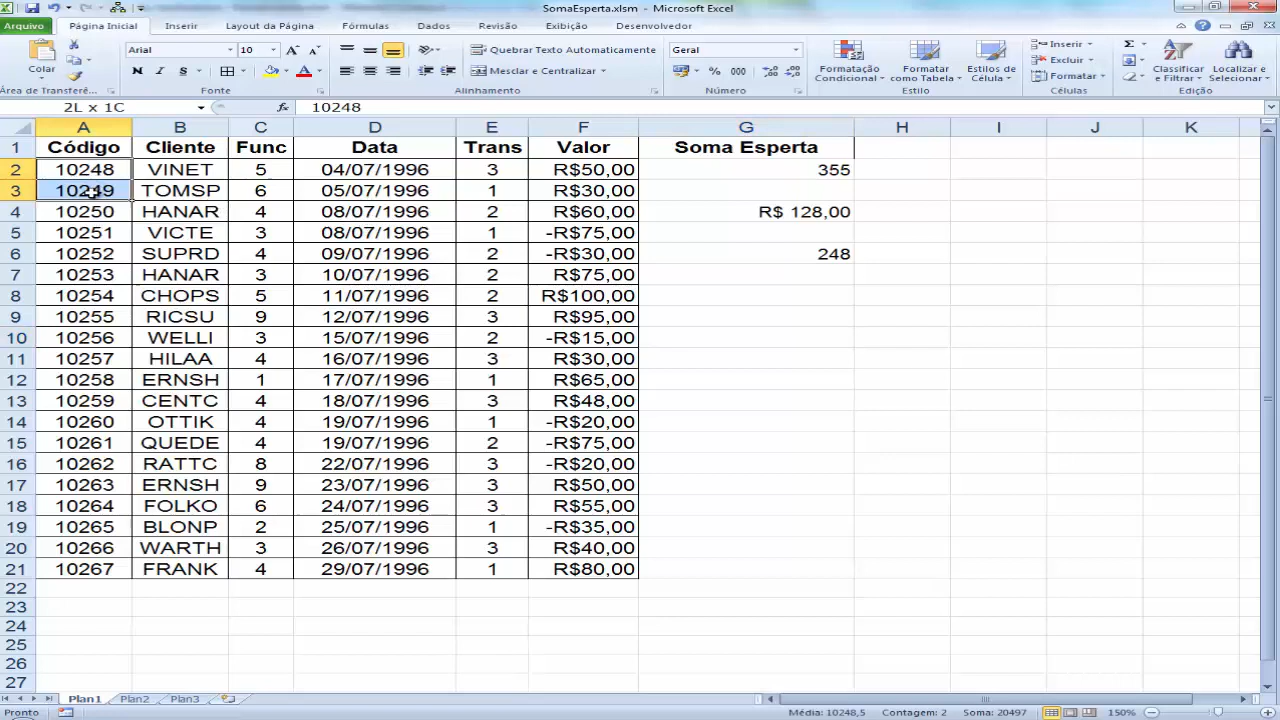 SomaEsperta.xlsm - Microsoft Excel
Arquivo Página Inicial Inserir Layout da Página Fórmulas Dados Revisão Exibição Desenvolvedor
Colar
Arial 10
N S
Quebrar Texto Automaticamente
Mesclar e Centralizar
Geral
% 000
Formatação Condicional
Formatar como Tabela
Estilos de Célula
Inserir
Excluir
Formatar
Σ
Classificar e Filtrar
Localizar e Selecionar
Área de Transferê... Fonte Alinhamento Número Estilo Células Edição
2L x 1C fx 10248
A B C D E F G H I J K
1 Código Cliente Func Data Trans Valor Soma Esperta
2 10248 VINET 5 04/07/1996 3 R$50,00 355
3 10249 TOMSP 6 05/07/1996 1 R$30,00
4 10250 HANAR 4 08/07/1996 2 R$60,00 R$ 128,00
5 10251 VICTE 3 08/07/1996 1 -R$75,00
6 10252 SUPRD 4 09/07/1996 2 -R$30,00 248
7 10253 HANAR 3 10/07/1996 2 R$75,00
8 10254 CHOPS 5 11/07/1996 2 R$100,00
9 10255 RICSU 9 12/07/1996 3 R$95,00
10 10256 WELLI 3 15/07/1996 2 -R$15,00
11 10257 HILAA 4 16/07/1996 3 R$30,00
12 10258 ERNSH 1 17/07/1996 1 R$65,00
13 10259 CENTC 4 18/07/1996 3 R$48,00
14 10260 OTTIK 4 19/07/1996 1 -R$20,00
15 10261 QUEDE 4 19/07/1996 2 -R$75,00
16 10262 RATTC 8 22/07/1996 3 -R$20,00
17 10263 ERNSH 9 23/07/1996 3 R$50,00
18 10264 FOLKO 6 24/07/1996 3 R$55,00
19 10265 BLONP 2 25/07/1996 1 -R$35,00
20 10266 WARTH 3 26/07/1996 3 R$40,00
21 10267 FRANK 4 29/07/1996 1 R$80,00
22
23
24
25
26
27
Plan1 Plan2 Plan3
Pronto Média: 10248,5 Contagem: 2 Soma: 20497 150%